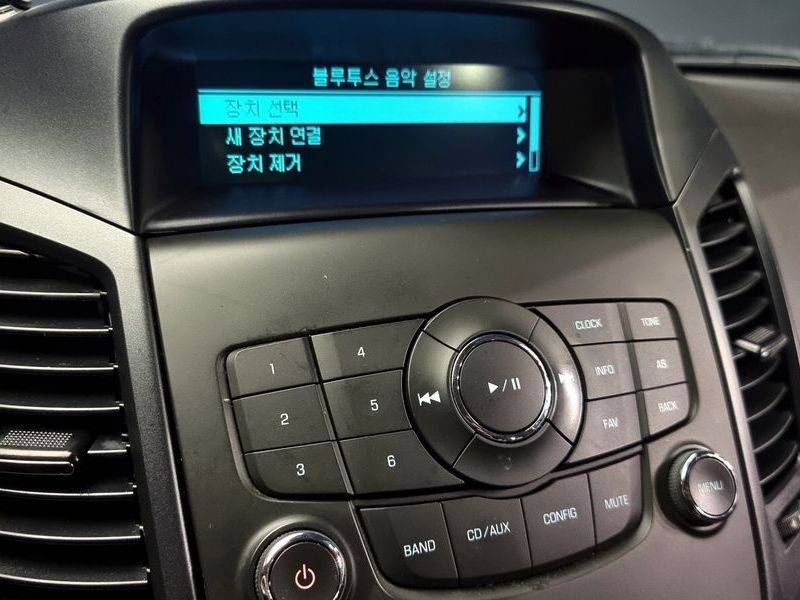 블루투스 음악 설정
장치 선택
새 장치 연결
장치 제거
1
4
2
5
3
6
CLOCK
TONE
INFO
AS
FAV
BACK
BAND
CD/AUX
CONFIG
MUTE
MENU